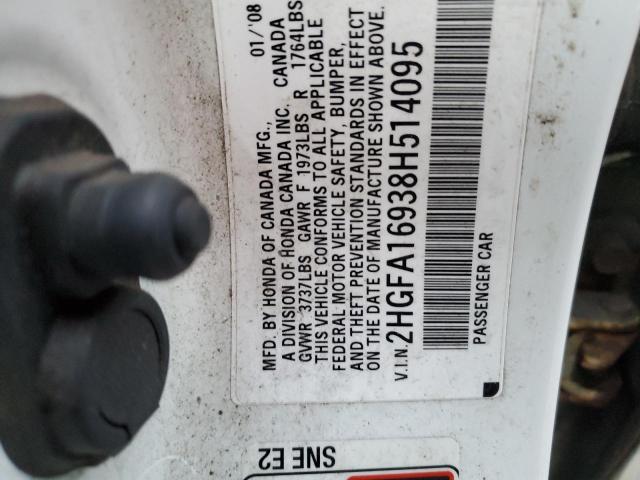 MFD. BY HONDA OF CANADA MFG., 01/'08
A DIVISION OF HONDA CANADA INC. CANADA
GVWR 3737LBS GAWR F 1973LBS R 1764LBS
THIS VEHICLE CONFORMS TO ALL APPLICABLE
FEDERAL MOTOR VEHICLE SAFETY, BUMPER,
AND THEFT PREVENTION STANDARDS IN EFFECT
ON THE DATE OF MANUFACTURE SHOWN ABOVE.
V.I.N. 2HGFA16938H514095
PASSENGER CAR
SNE E2